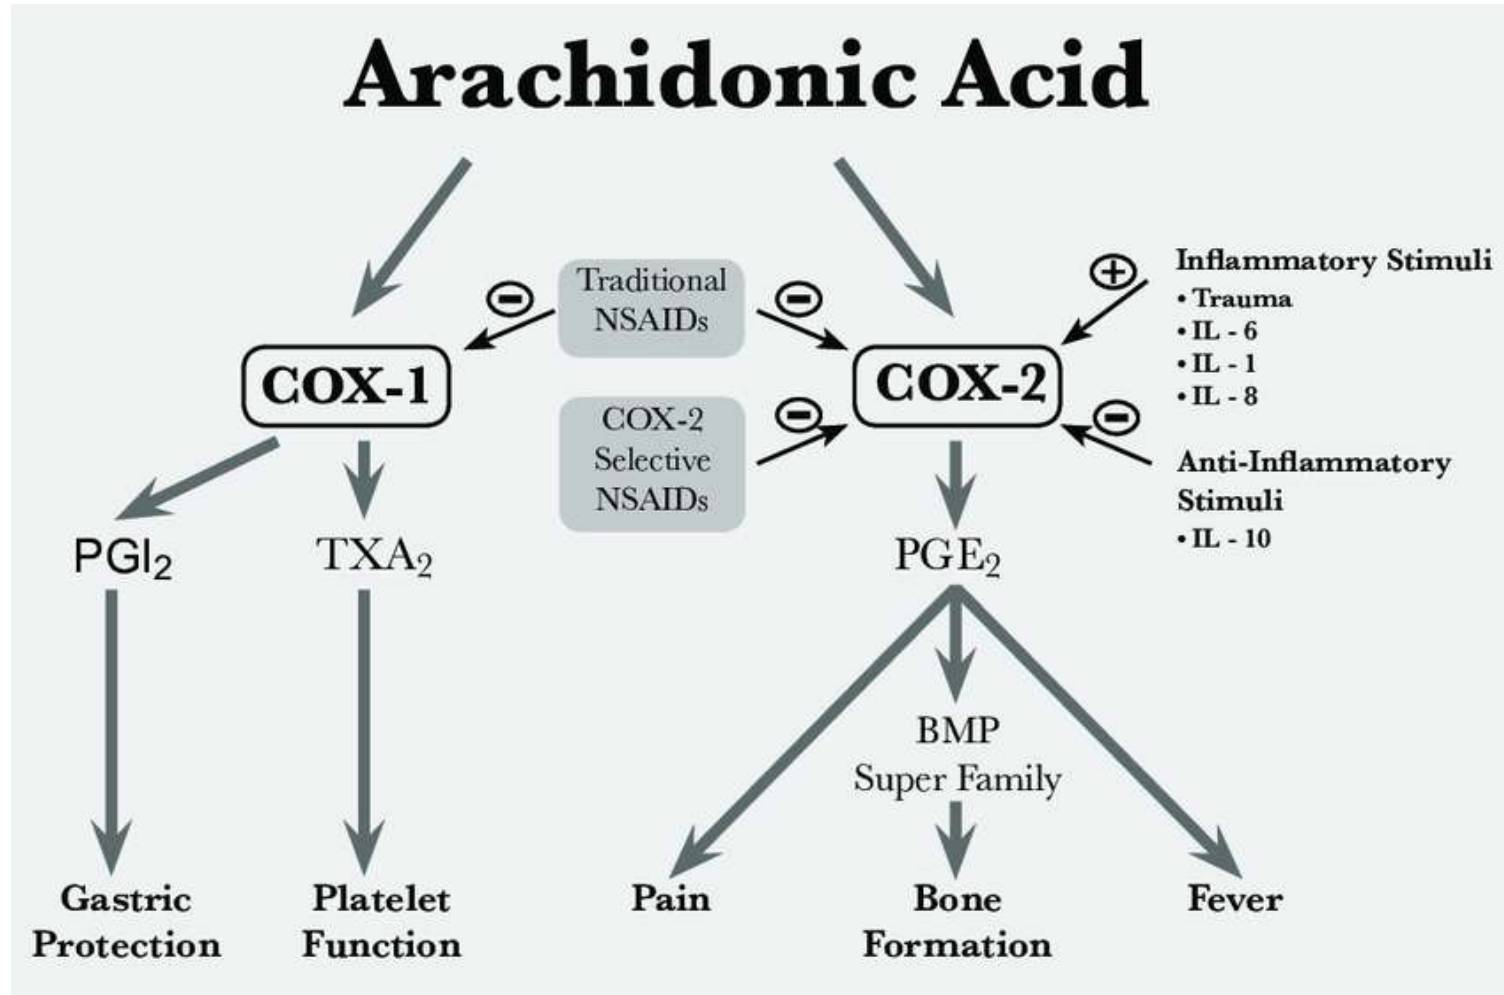 Arachidonic Acid
Traditional
NSAIDs
Inflammatory Stimuli
• Trauma
• IL - 6
• IL - 1
• IL - 8
COX-1
COX-2
COX-2
Selective
NSAIDs
Anti-Inflammatory
Stimuli
• IL - 10
PGI₂
TXA₂
PGE₂
BMP
Super Family
Gastric
Protection
Platelet
Function
Pain
Bone
Formation
Fever